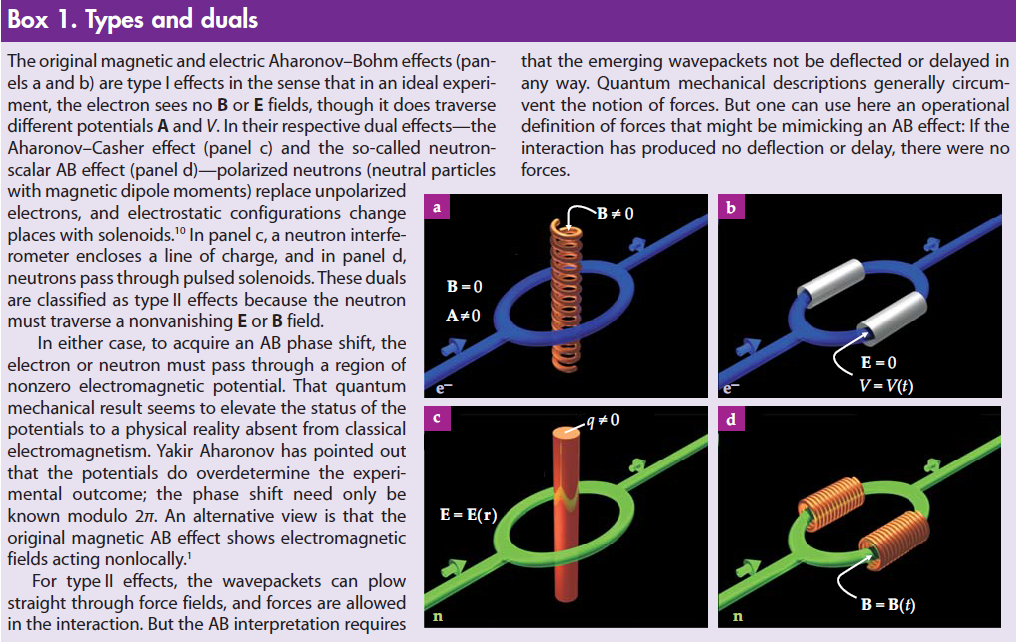 Box 1. Types and duals
The original magnetic and electric Aharonov–Bohm effects (pan-
els a and b) are type I effects in the sense that in an ideal experi-
ment, the electron sees no B or E fields, though it does traverse
different potentials A and V. In their respective dual effects—the
Aharonov–Casher effect (panel c) and the so-called neutron-
scalar AB effect (panel d)—polarized neutrons (neutral particles
with magnetic dipole moments) replace unpolarized
electrons, and electrostatic configurations change
places with solenoids.¹⁰ In panel c, a neutron interfe-
rometer encloses a line of charge, and in panel d,
neutrons pass through pulsed solenoids. These duals
are classified as type II effects because the neutron
must traverse a nonvanishing E or B field.
In either case, to acquire an AB phase shift, the
electron or neutron must pass through a region of
nonzero electromagnetic potential. That quantum
mechanical result seems to elevate the status of the
potentials to a physical reality absent from classical
electromagnetism. Yakir Aharonov has pointed out
that the potentials do overdetermine the experi-
mental outcome; the phase shift need only be
known modulo 2π. An alternative view is that the
original magnetic AB effect shows electromagnetic
fields acting nonlocally.¹
For type II effects, the wavepackets can plow
straight through force fields, and forces are allowed
in the interaction. But the AB interpretation requires
that the emerging wavepackets not be deflected or delayed in
any way. Quantum mechanical descriptions generally circum-
vent the notion of forces. But one can use here an operational
definition of forces that might be mimicking an AB effect: If the
interaction has produced no deflection or delay, there were no
forces.
a
B ≠ 0
B = 0
A ≠ 0
e⁻
b
E = 0
V = V(t)
e⁻
c
q ≠ 0
E = E(r)
n
d
B = B(t)
n